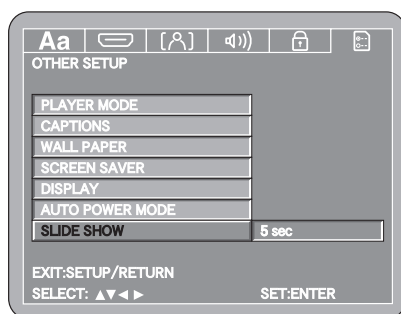 Aa
OTHER SETUP
PLAYER MODE
CAPTIONS
WALL PAPER
SCREEN SAVER
DISPLAY
AUTO POWER MODE
SLIDE SHOW 5 sec
EXIT:SETUP/RETURN
SELECT: ▲▼◄► SET:ENTER